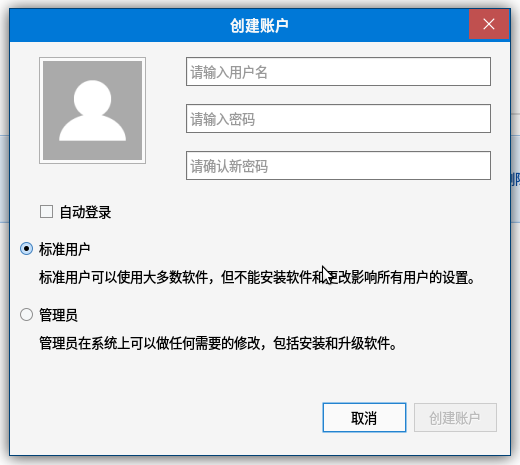 创建账户
请输入用户名
请输入密码
请确认新密码
自动登录
标准用户
标准用户可以使用大多数软件，但不能安装软件和更改影响所有用户的设置。
管理员
管理员在系统上可以做任何需要的修改，包括安装和升级软件。
取消
创建账户